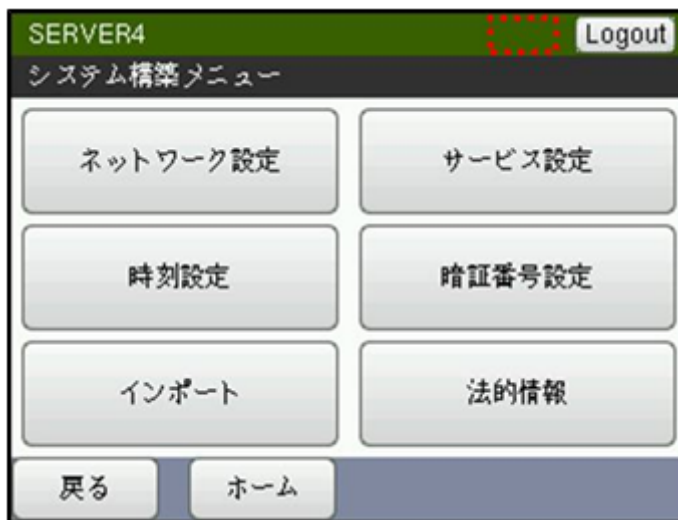 SERVER4 Logout
システム構築メニュー
ネットワーク設定 サービス設定
時刻設定 暗証番号設定
インポート 法的情報
戻る ホーム